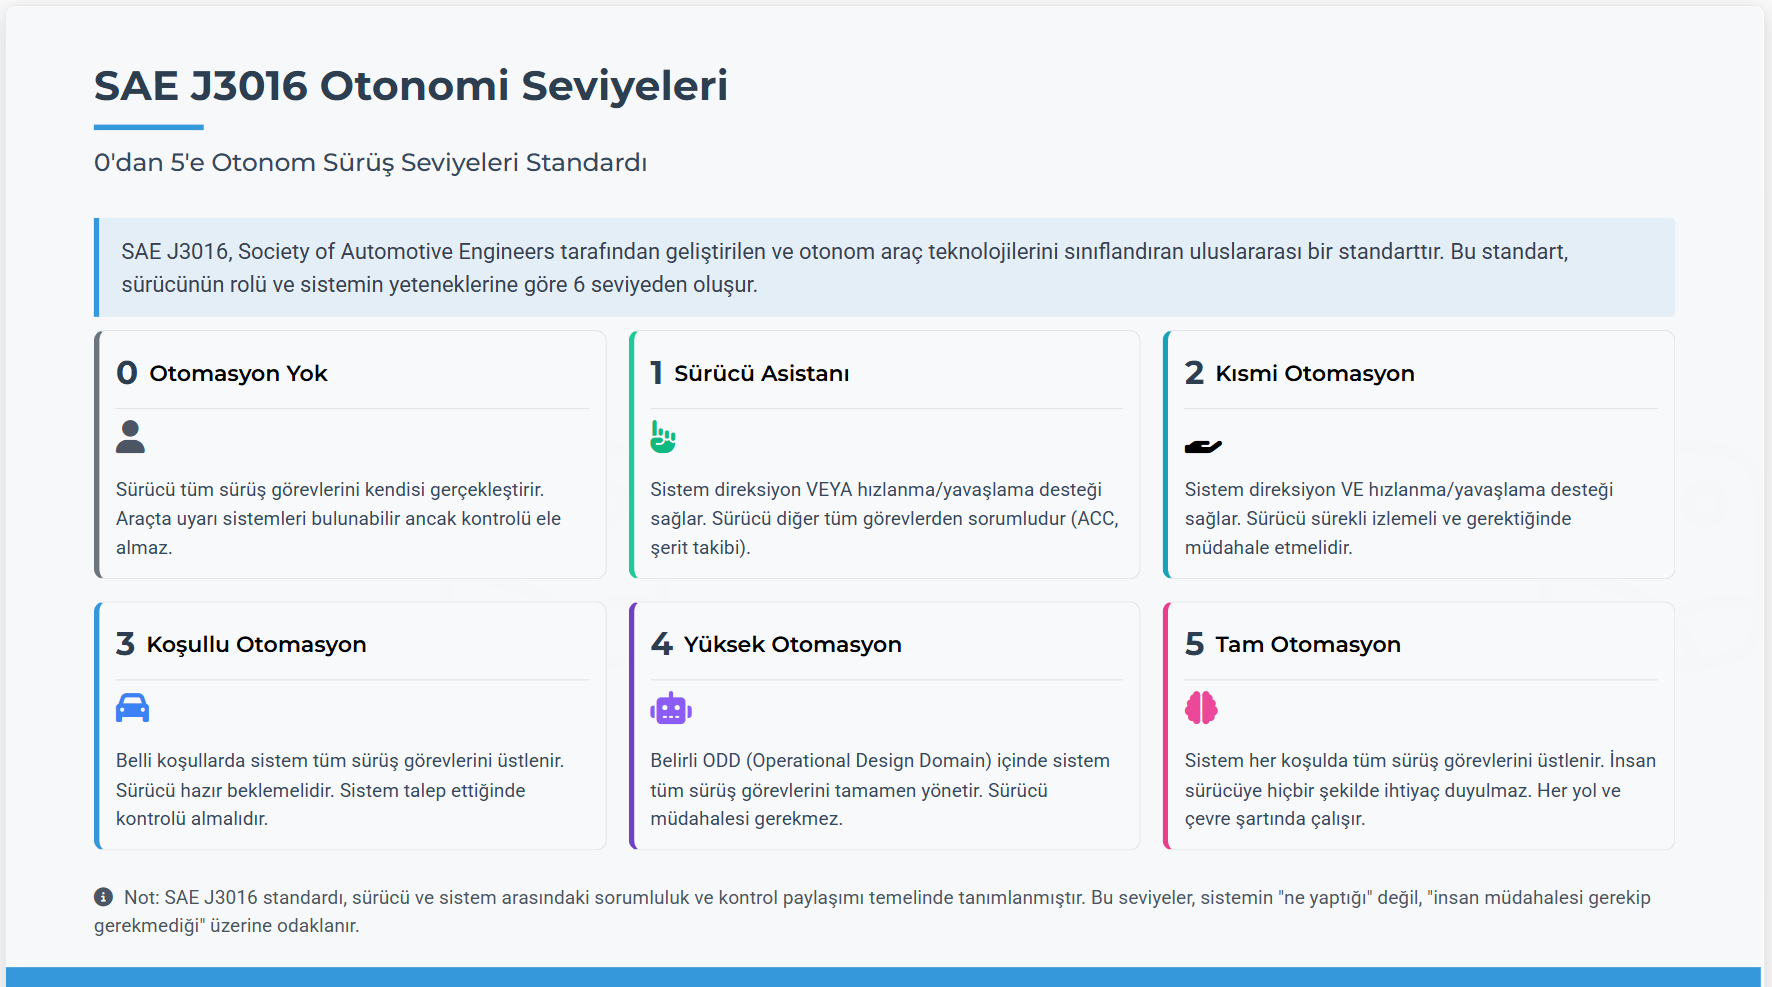 SAE J3016 Otonomi Seviyeleri
0'dan 5'e Otonom Sürüş Seviyeleri Standardı
SAE J3016, Society of Automotive Engineers tarafından geliştirilen ve otonom araç teknolojilerini sınıflandıran uluslararası bir standarttır. Bu standart,
sürücünün rolü ve sistemin yeteneklerine göre 6 seviyeden oluşur.
0 Otomasyon Yok
Sürücü tüm sürüş görevlerini kendisi gerçekleştirir.
Araçta uyarı sistemleri bulunabilir ancak kontrolü ele
almaz.
1 Sürücü Asistanı
Sistem direksiyon VEYA hızlanma/yavaşlama desteği
sağlar. Sürücü diğer tüm görevlerden sorumludur (ACC,
şerit takibi).
2 Kısmi Otomasyon
Sistem direksiyon VE hızlanma/yavaşlama desteği
sağlar. Sürücü sürekli izlemeli ve gerektiğinde
müdahale etmelidir.
3 Koşullu Otomasyon
Belli koşullarda sistem tüm sürüş görevlerini üstlenir.
Sürücü hazır beklemelidir. Sistem talep ettiğinde
kontrolü almalıdır.
4 Yüksek Otomasyon
Belirli ODD (Operational Design Domain) içinde sistem
tüm sürüş görevlerini tamamen yönetir. Sürücü
müdahalesi gerekmez.
5 Tam Otomasyon
Sistem her koşulda tüm sürüş görevlerini üstlenir. İnsan
sürücüye hiçbir şekilde ihtiyaç duyulmaz. Her yol ve
çevre şartında çalışır.
Not: SAE J3016 standardı, sürücü ve sistem arasındaki sorumluluk ve kontrol paylaşımı temelinde tanımlanmıştır. Bu seviyeler, sistemin "ne yaptığı" değil, "insan müdahalesi gerekip
gerekmediği" üzerine odaklanır.